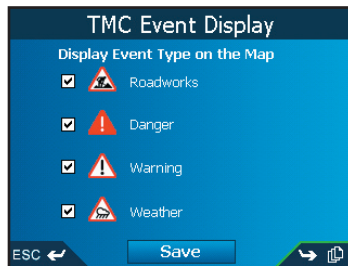 TMC Event Display
Display Event Type on the Map
Roadworks
Danger
Warning
Weather
ESC
Save